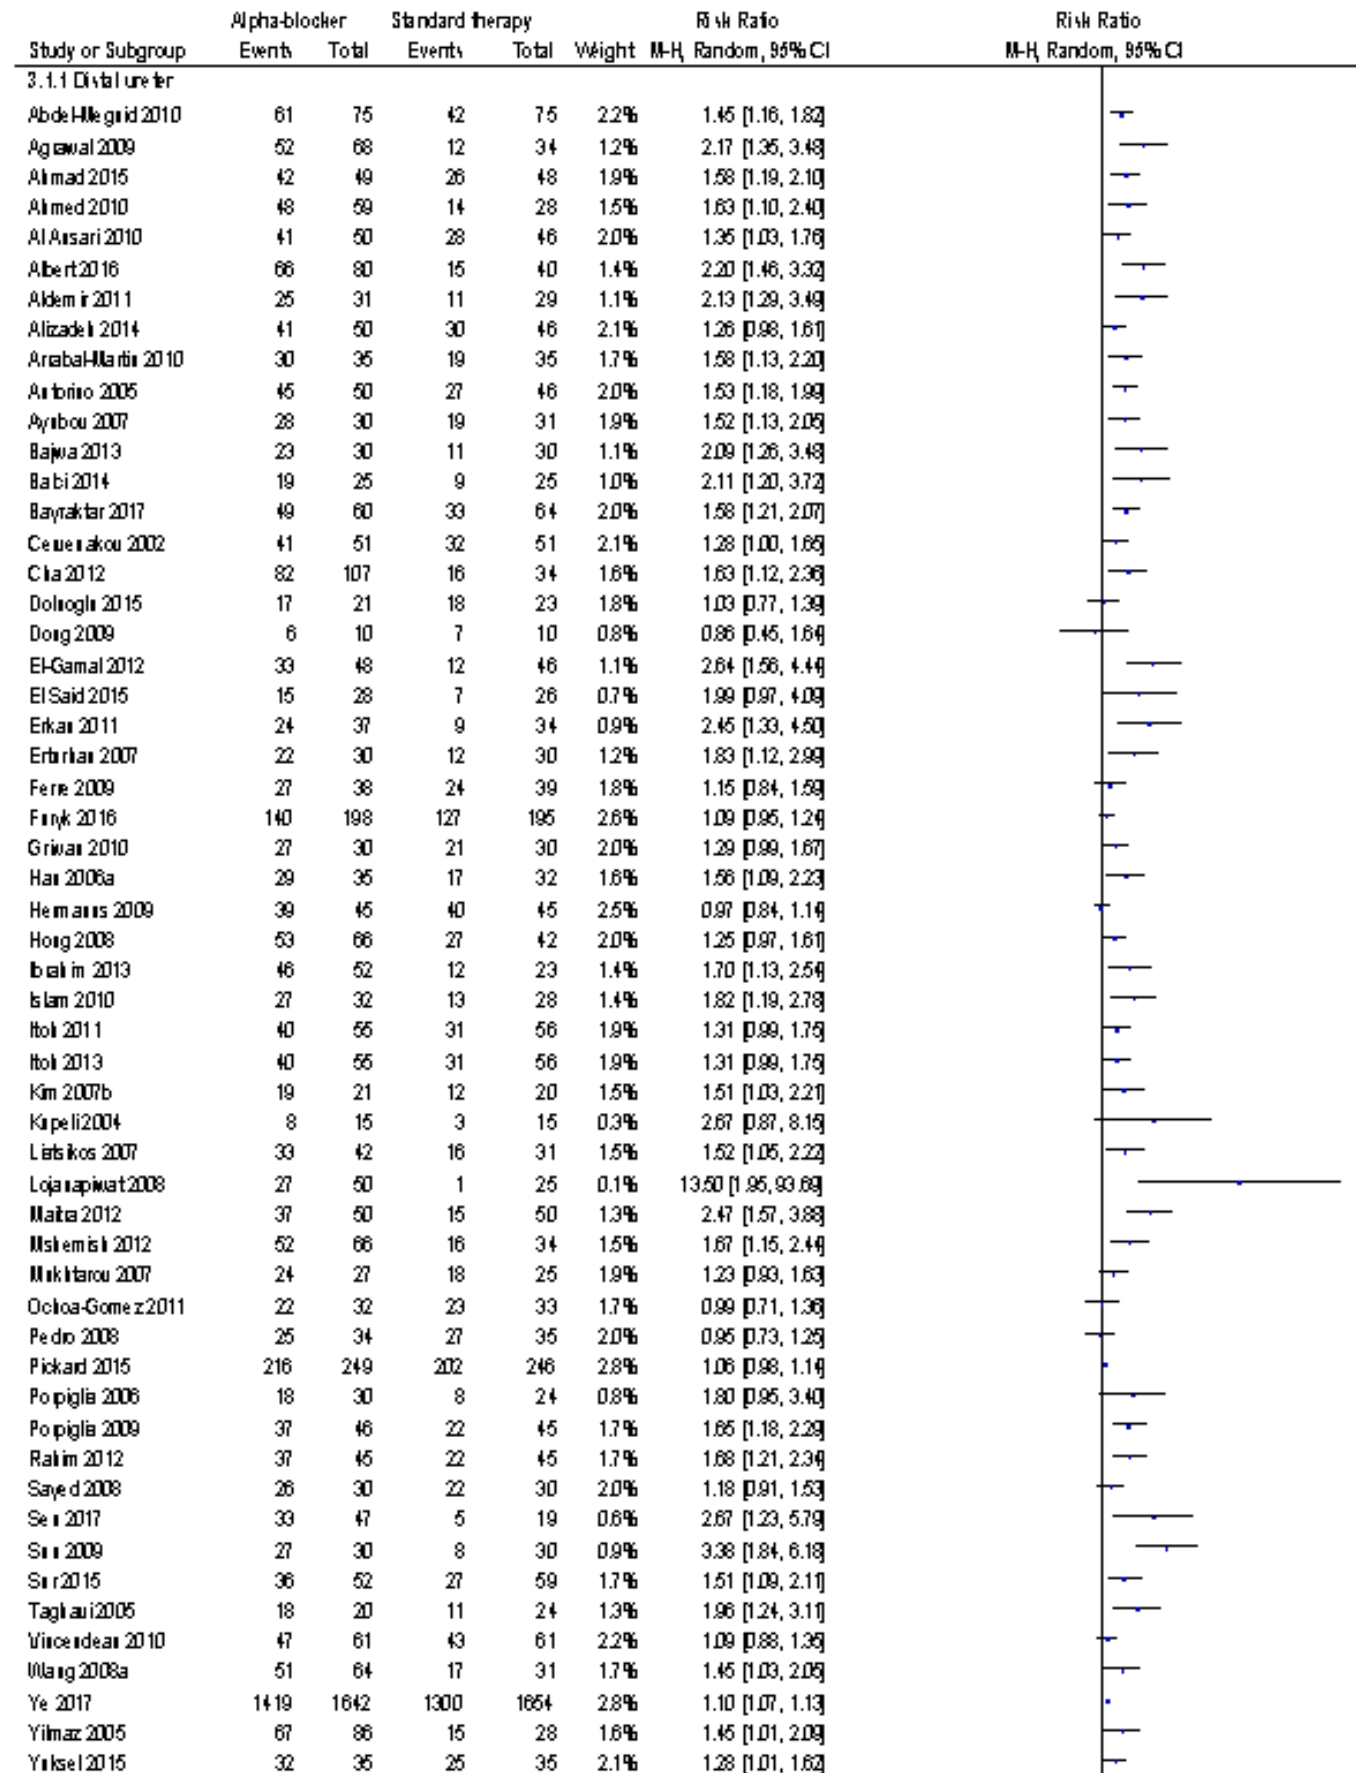 Alpha-blocker Standard therapy Risk Ratio Risk Ratio
Study or Subgroup Events Total Events Total Weight M-H, Random, 95% CI M-H, Random, 95% CI
3.1.1 Distal ureter
Abdel-Meguid 2010 61 75 42 75 2.2% 1.45 [1.16, 1.82]
Agrawal 2009 52 68 12 34 1.2% 2.17 [1.35, 3.48]
Ahmad 2015 42 49 26 48 1.9% 1.58 [1.19, 2.10]
Ahmed 2010 48 59 14 28 1.5% 1.63 [1.10, 2.40]
Al Ansari 2010 41 50 28 46 2.0% 1.35 [1.03, 1.76]
Albert 2016 66 80 15 40 1.4% 2.20 [1.46, 3.32]
Aldemir 2011 25 31 11 29 1.1% 2.13 [1.29, 3.49]
Alizadeh 2014 41 50 30 46 2.1% 1.26 [0.98, 1.61]
Arrabal-Martin 2010 30 35 19 35 1.7% 1.58 [1.13, 2.20]
Autorino 2005 45 50 27 46 2.0% 1.53 [1.18, 1.99]
Aynbou 2007 28 30 19 31 1.9% 1.52 [1.13, 2.05]
Bajwa 2013 23 30 11 30 1.1% 2.09 [1.26, 3.48]
Balci 2014 19 25 9 25 1.0% 2.11 [1.20, 3.72]
Bayraktar 2017 49 60 33 64 2.0% 1.58 [1.21, 2.07]
Cervenakov 2002 41 51 32 51 2.1% 1.28 [1.00, 1.65]
Cha 2012 82 107 16 34 1.6% 1.63 [1.12, 2.36]
Doluoglu 2015 17 21 18 23 1.8% 1.03 [0.77, 1.39]
Dong 2009 6 10 7 10 0.8% 0.86 [0.45, 1.64]
El-Gamal 2012 33 48 12 46 1.1% 2.64 [1.56, 4.44]
El Said 2015 15 28 7 26 0.7% 1.99 [0.97, 4.09]
Erkan 2011 24 37 9 34 0.9% 2.45 [1.33, 4.50]
Erturhan 2007 22 30 12 30 1.2% 1.83 [1.12, 2.99]
Ferre 2009 27 38 24 39 1.8% 1.15 [0.84, 1.59]
Furyk 2016 140 198 127 195 2.6% 1.09 [0.95, 1.24]
Griwan 2010 27 30 21 30 2.0% 1.29 [0.99, 1.67]
Han 2006a 29 35 17 32 1.6% 1.56 [1.09, 2.23]
Hermanns 2009 39 45 40 45 2.5% 0.97 [0.84, 1.14]
Hong 2008 53 66 27 42 2.0% 1.25 [0.97, 1.61]
Ibrahim 2013 46 52 12 23 1.4% 1.70 [1.13, 2.54]
Islam 2010 27 32 13 28 1.4% 1.82 [1.19, 2.78]
Itoh 2011 40 55 31 56 1.9% 1.31 [0.99, 1.75]
Itoh 2013 40 55 31 56 1.9% 1.31 [0.99, 1.75]
Kim 2007b 19 21 12 20 1.5% 1.51 [1.03, 2.21]
Kupeli 2004 8 15 3 15 0.3% 2.67 [0.87, 8.15]
Liatsikos 2007 33 42 16 31 1.5% 1.52 [1.05, 2.22]
Lojanapiwat 2008 27 50 1 25 0.1% 13.50 [1.95, 93.69]
Maitra 2012 37 50 15 50 1.3% 2.47 [1.57, 3.88]
Mshemish 2012 52 66 16 34 1.5% 1.67 [1.15, 2.44]
Mukhtarov 2007 24 27 18 25 1.9% 1.23 [0.93, 1.63]
Ochoa-Gomez 2011 22 32 23 33 1.7% 0.99 [0.71, 1.36]
Pedro 2008 25 34 27 35 2.0% 0.95 [0.73, 1.25]
Pickard 2015 216 249 202 246 2.8% 1.06 [0.98, 1.14]
Porpiglia 2006 18 30 8 24 0.8% 1.80 [0.95, 3.40]
Porpiglia 2009 37 46 22 45 1.7% 1.65 [1.18, 2.29]
Rahim 2012 37 45 22 45 1.7% 1.68 [1.21, 2.34]
Sayed 2008 26 30 22 30 2.0% 1.18 [0.91, 1.53]
Sen 2017 33 47 5 19 0.6% 2.67 [1.23, 5.79]
Sun 2009 27 30 8 30 0.9% 3.38 [1.84, 6.18]
Sur 2015 36 52 27 59 1.7% 1.51 [1.09, 2.11]
Taghavi 2005 18 20 11 24 1.3% 1.96 [1.24, 3.11]
Vincendeau 2010 47 61 43 61 2.2% 1.09 [0.88, 1.35]
Wang 2008a 51 64 17 31 1.7% 1.45 [1.03, 2.05]
Ye 2017 1419 1642 1300 1654 2.8% 1.10 [1.07, 1.13]
Yilmaz 2005 67 86 15 28 1.6% 1.45 [1.01, 2.09]
Yuksel 2015 32 35 25 35 2.1% 1.28 [1.01, 1.62]